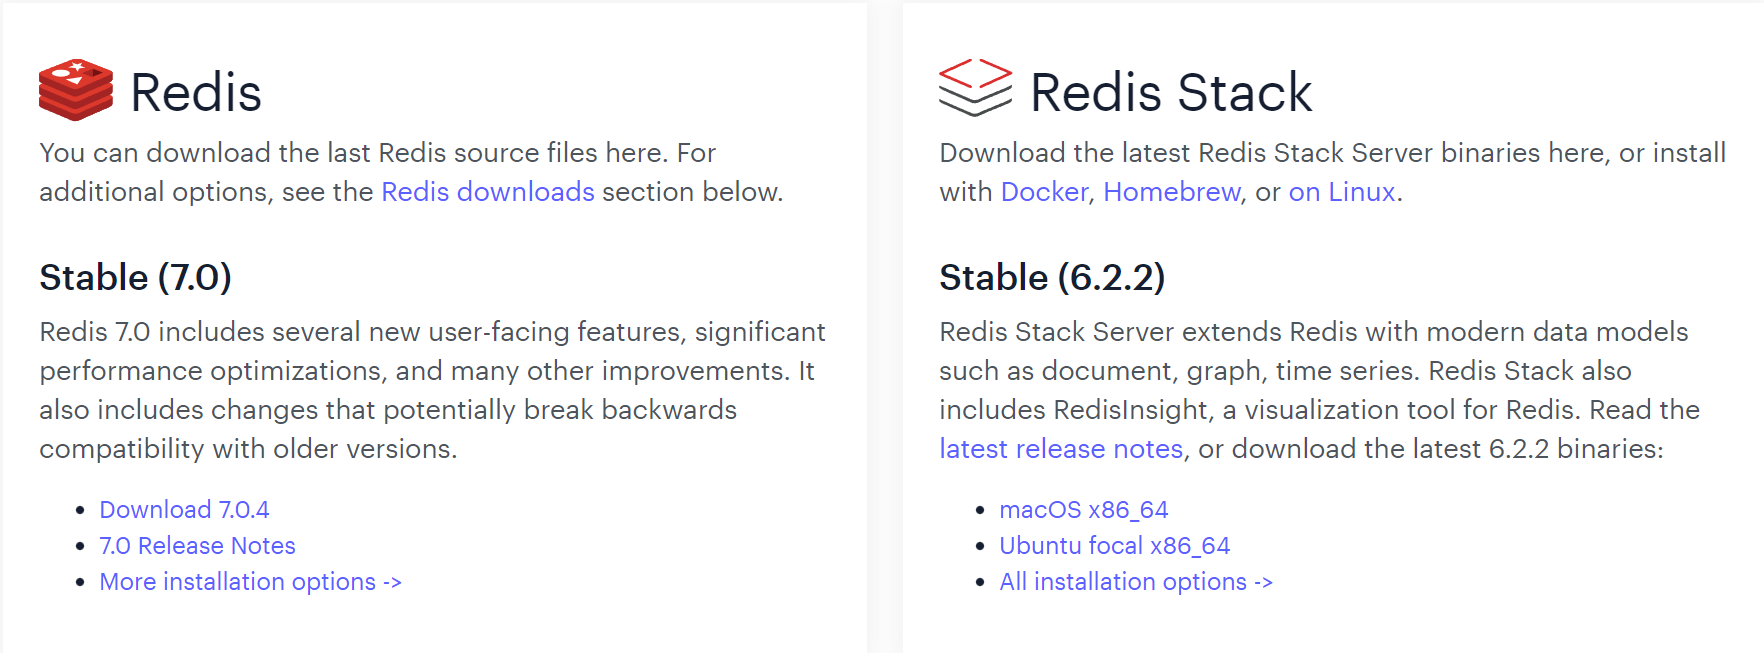 Redis
You can download the last Redis source files here. For
additional options, see the Redis downloads section below.
Stable (7.0)
Redis 7.0 includes several new user-facing features, significant
performance optimizations, and many other improvements. It
also includes changes that potentially break backwards
compatibility with older versions.
Download 7.0.4
7.0 Release Notes
More installation options ->
Redis Stack
Download the latest Redis Stack Server binaries here, or install
with Docker, Homebrew, or on Linux.
Stable (6.2.2)
Redis Stack Server extends Redis with modern data models
such as document, graph, time series. Redis Stack also
includes RedisInsight, a visualization tool for Redis. Read the
latest release notes, or download the latest 6.2.2 binaries:
macOS x86_64
Ubuntu focal x86_64
All installation options ->